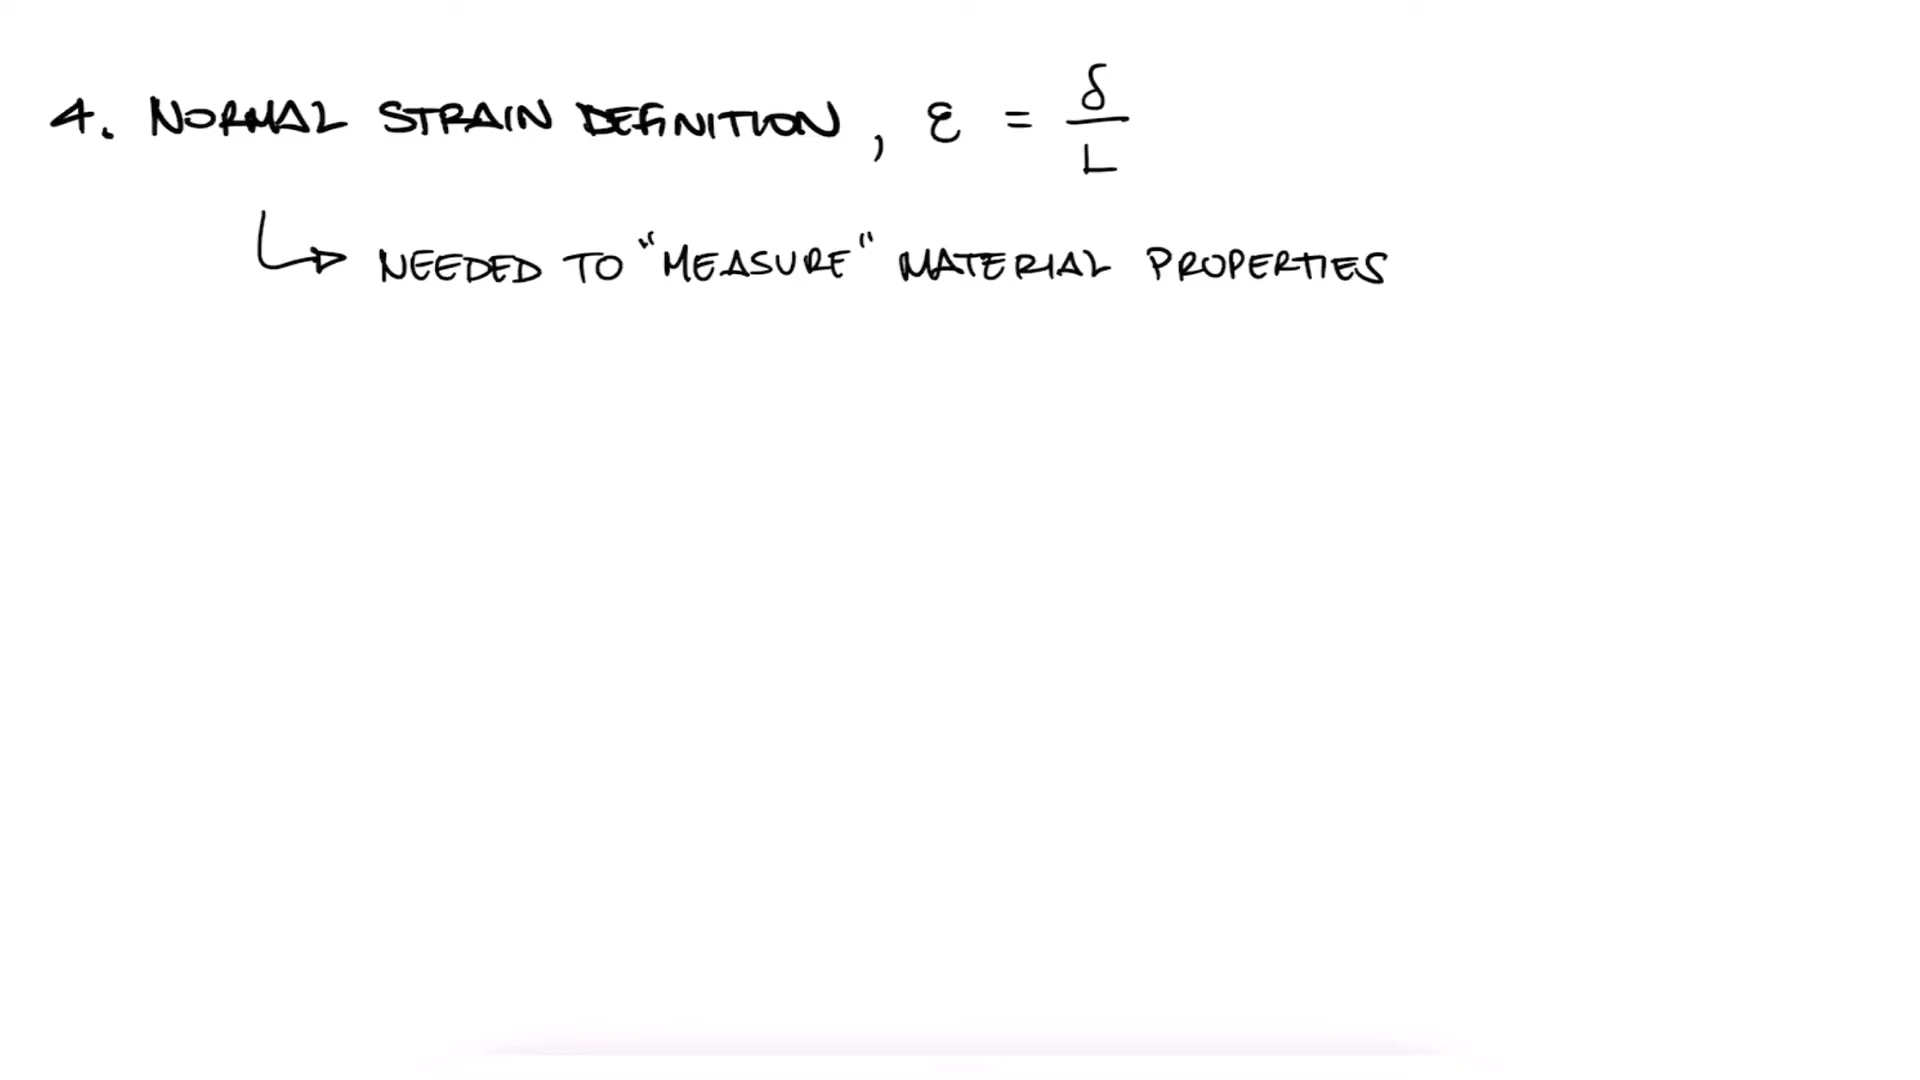 4. NORMAL STRAIN DEFINITION, ε = δ/L
↳ NEEDED TO "MEASURE" MATERIAL PROPERTIES